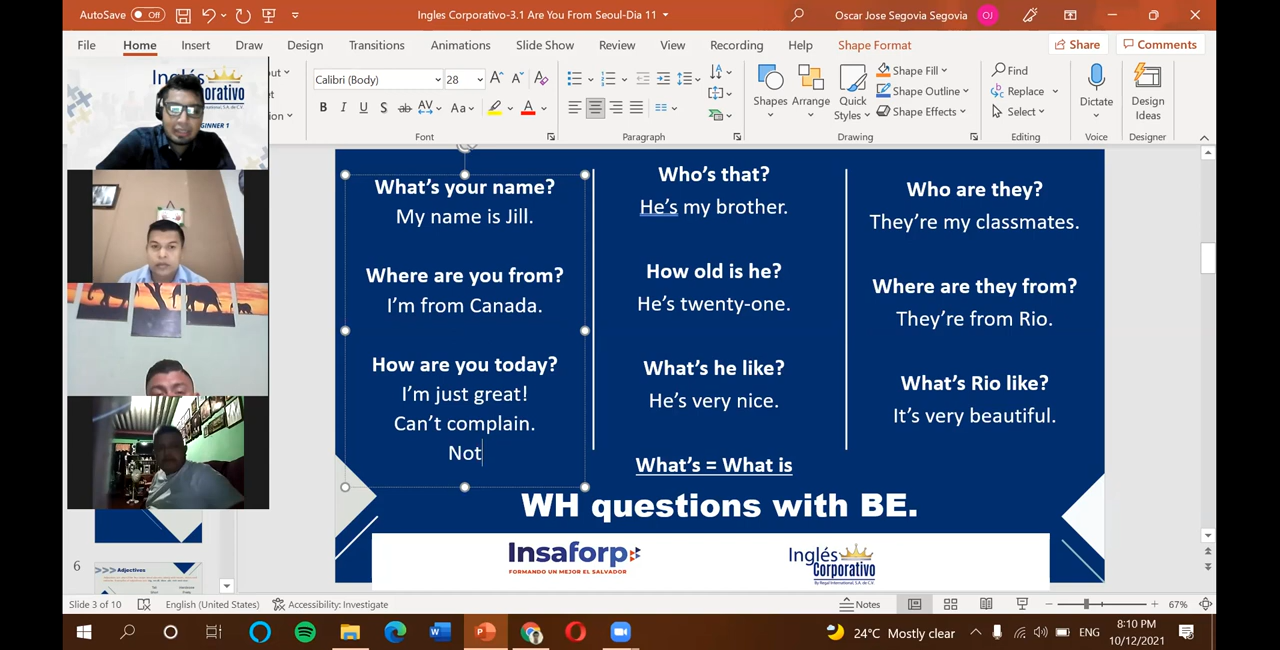 AutoSave Off
Ingles Corporativo-3.1 Are You From Seoul-Dia 11
Oscar Jose Segovia Segovia OJ
File Home Insert Draw Design Transitions Animations Slide Show Review View Recording Help Shape Format Share Comments
Calibri (Body) 28
Font
Paragraph
Shapes Arrange Quick Styles
Shape Fill
Shape Outline
Shape Effects
Drawing
Find
Replace
Select
Editing
Dictate
Voice
Design Ideas
Designer
What's your name?
My name is Jill.
Where are you from?
I'm from Canada.
How are you today?
I'm just great!
Can't complain.
Not
Who's that?
He's my brother.
How old is he?
He's twenty-one.
What's he like?
He's very nice.
What's = What is
Who are they?
They're my classmates.
Where are they from?
They're from Rio.
What's Rio like?
It's very beautiful.
WH questions with BE.
Insaforp
FORMANDO UN MEJOR EL SALVADOR
Inglés
Corporativo
By Regal International, S.A. de C.V.
6
Adjectives
Slide 3 of 10 English (United States) Accessibility: Investigate Notes 67%
24°C Mostly clear ENG
8:10 PM
10/12/2021